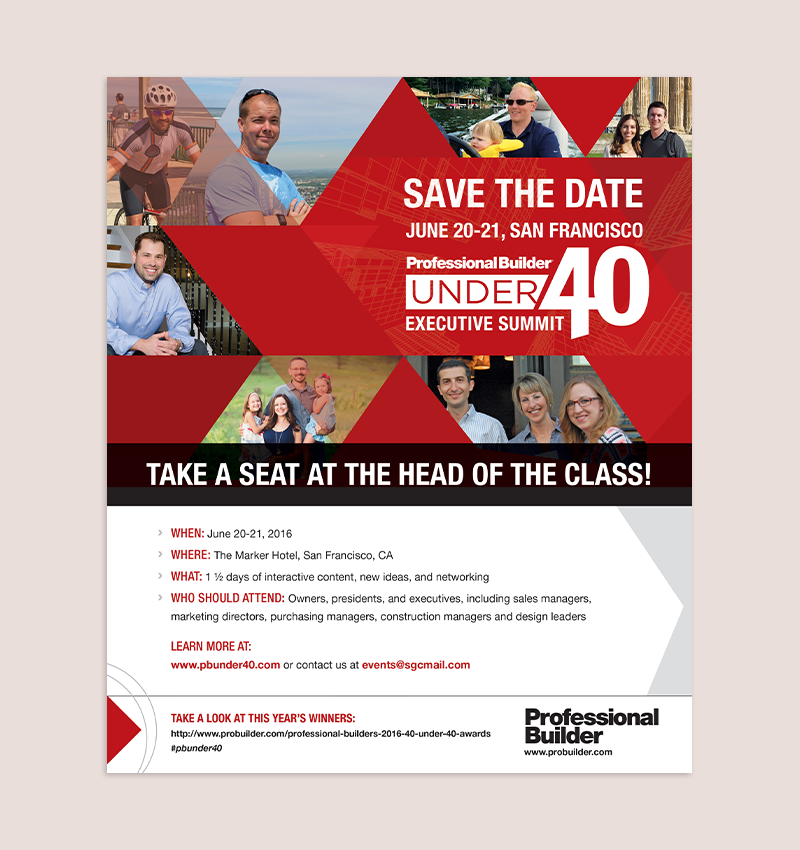 SAVE THE DATE
JUNE 20-21, SAN FRANCISCO
Professional Builder
UNDER 40
EXECUTIVE SUMMIT
TAKE A SEAT AT THE HEAD OF THE CLASS!
› WHEN: June 20-21, 2016
› WHERE: The Marker Hotel, San Francisco, CA
› WHAT: 1 ½ days of interactive content, new ideas, and networking
› WHO SHOULD ATTEND: Owners, presidents, and executives, including sales managers,
marketing directors, purchasing managers, construction managers and design leaders
LEARN MORE AT:
www.pbunder40.com or contact us at events@sgcmail.com
TAKE A LOOK AT THIS YEAR'S WINNERS:
http://www.probuilder.com/professional-builders-2016-40-under-40-awards
#pbunder40
Professional
Builder
www.probuilder.com